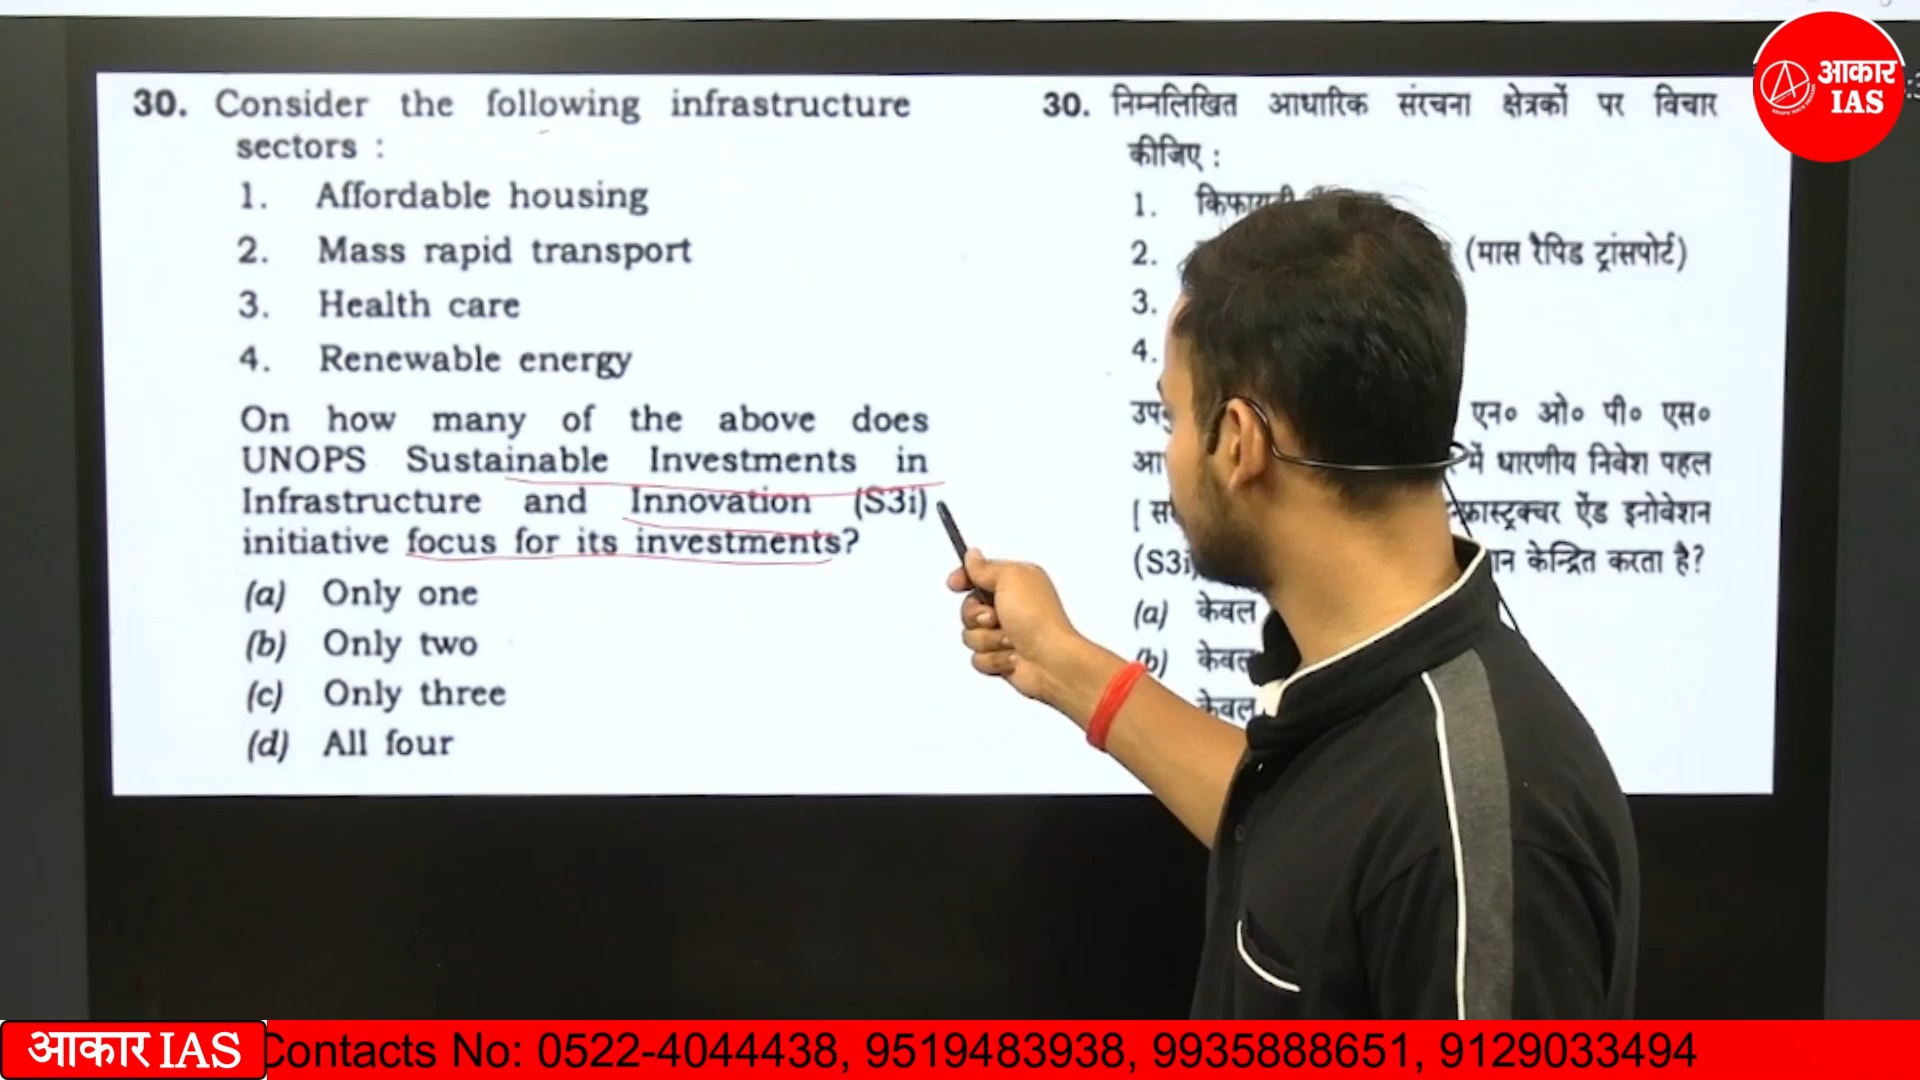 30. Consider the following infrastructure
sectors :
1. Affordable housing
2. Mass rapid transport
3. Health care
4. Renewable energy
On how many of the above does
UNOPS Sustainable Investments in
Infrastructure and Innovation (S3i)
initiative focus for its investments?
(a) Only one
(b) Only two
(c) Only three
(d) All four
30. निम्नलिखित आधारिक संरचना क्षेत्रकों पर विचार
कीजिए :
1.
2. (मास रैपिड ट्रांसपोर्ट)
3.
4.
एन० ओ० पी० एस०
में धारणीय निवेश पहल
ऐंड इनोवेशन
(S3i) केन्द्रित करता है?
(a) केवल
(b) केवल
केवल
आकार
IAS
आकार IAS
Contacts No: 0522-4044438, 9519483938, 9935888651, 9129033494